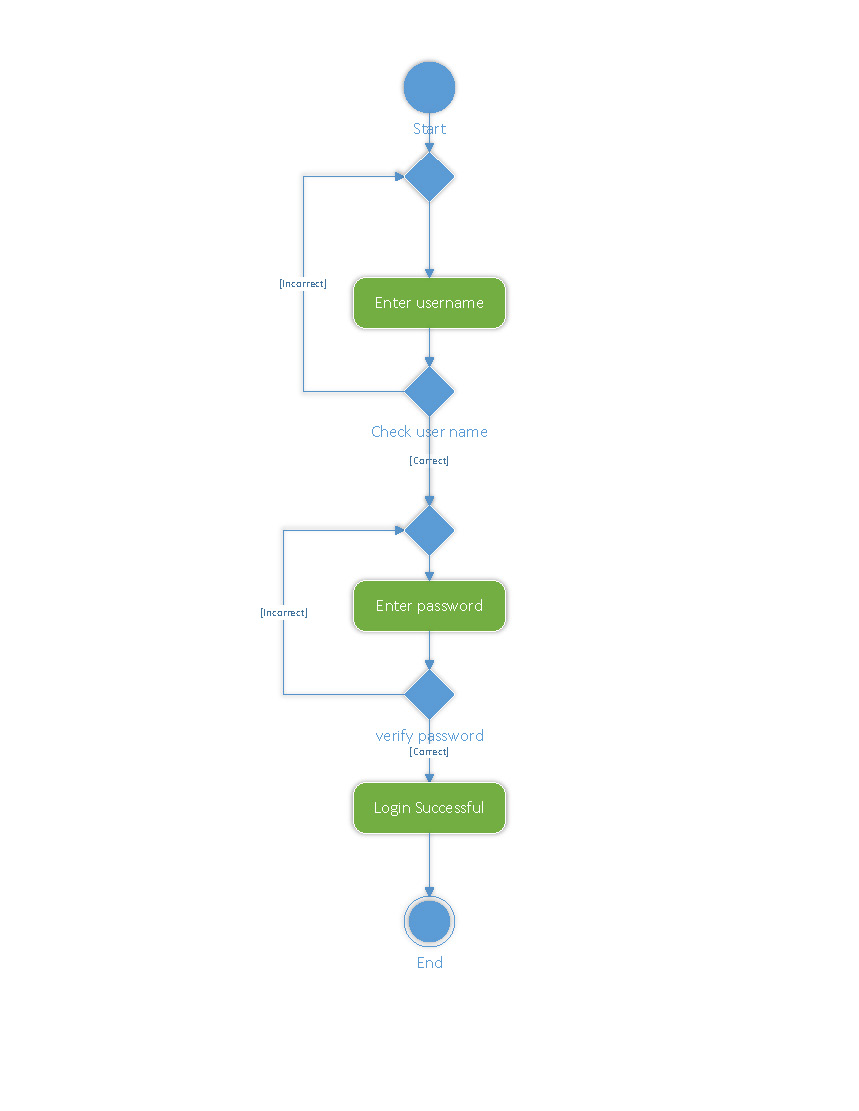 Start
[Incorrect]
Enter username
Check user name
[Correct]
Enter password
[Incorrect]
verify password
[Correct]
Login Successful
End